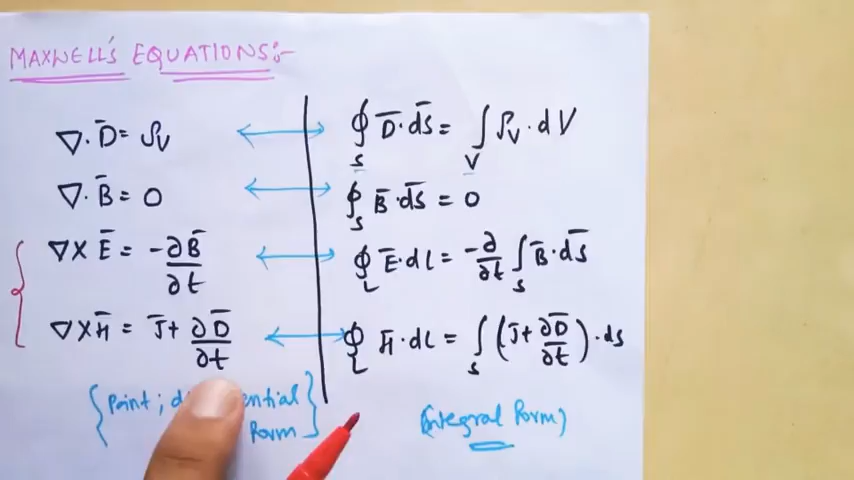 MAXWELL'S EQUATIONS:-
∇·D̄ = ρv ⟷ ∮s D̄·ds̄ = ∫v ρv·dV
∇·B̄ = 0 ⟷ ∮s B̄·ds̄ = 0
∇×Ē = -∂B̄/∂t ⟷ ∮L Ē·dl = -∂/∂t ∫s B̄·ds̄
∇×H̄ = J̄+∂D̄/∂t ⟷ ∮L H̄·dl = ∫s (J̄+∂D̄/∂t)·ds
{Point; (Integral Form)
Form}